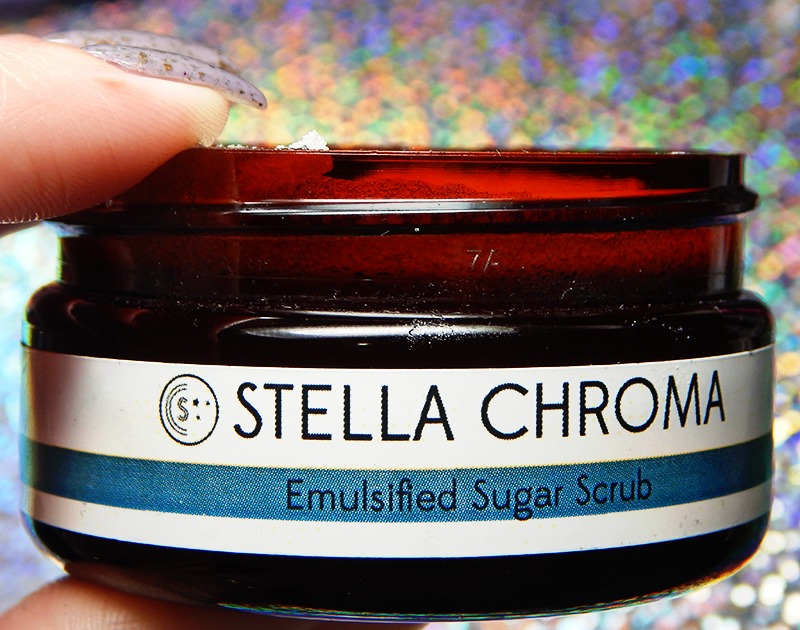 S STELLA CHROMA
Emulsified Sugar Scrub